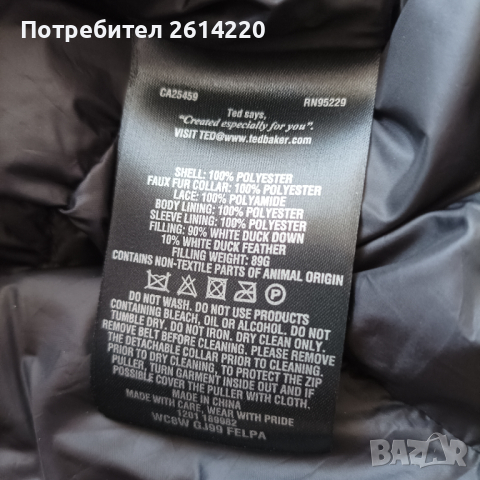 Потребител 2614220
CA25459 RN95229
Ted says,
"Created especially for you".
VISIT TED@www.tedbaker.com
SHELL: 100% POLYESTER
FAUX FUR COLLAR: 100% POLYESTER
LACE: 100% POLYAMIDE
BODY LINING: 100% POLYESTER
SLEEVE LINING: 100% POLYESTER
FILLING: 90% WHITE DUCK DOWN
10% WHITE DUCK FEATHER
FILLING WEIGHT: 89G
CONTAINS NON-TEXTILE PARTS OF ANIMAL ORIGIN
P
DO NOT WASH. DO NOT USE PRODUCTS
CONTAINING BLEACH, OIL OR ALCOHOL. DO NOT
TUMBLE DRY. DO NOT IRON. DRY CLEAN ONLY.
REMOVE BELT BEFORE CLEANING. PLEASE REMOVE
THE DETACHABLE COLLAR PRIOR TO CLEANING.
PRIOR TO CLEANING, TO PROTECT THE ZIP
PULLER, TURN GARMENT INSIDE OUT AND IF
POSSIBLE COVER THE PULLER WITH CLOTH.
MADE IN CHINA
MADE WITH CARE, WEAR WITH PRIDE
1201 189982
WC8W GJ99 FELPA
BAZAR